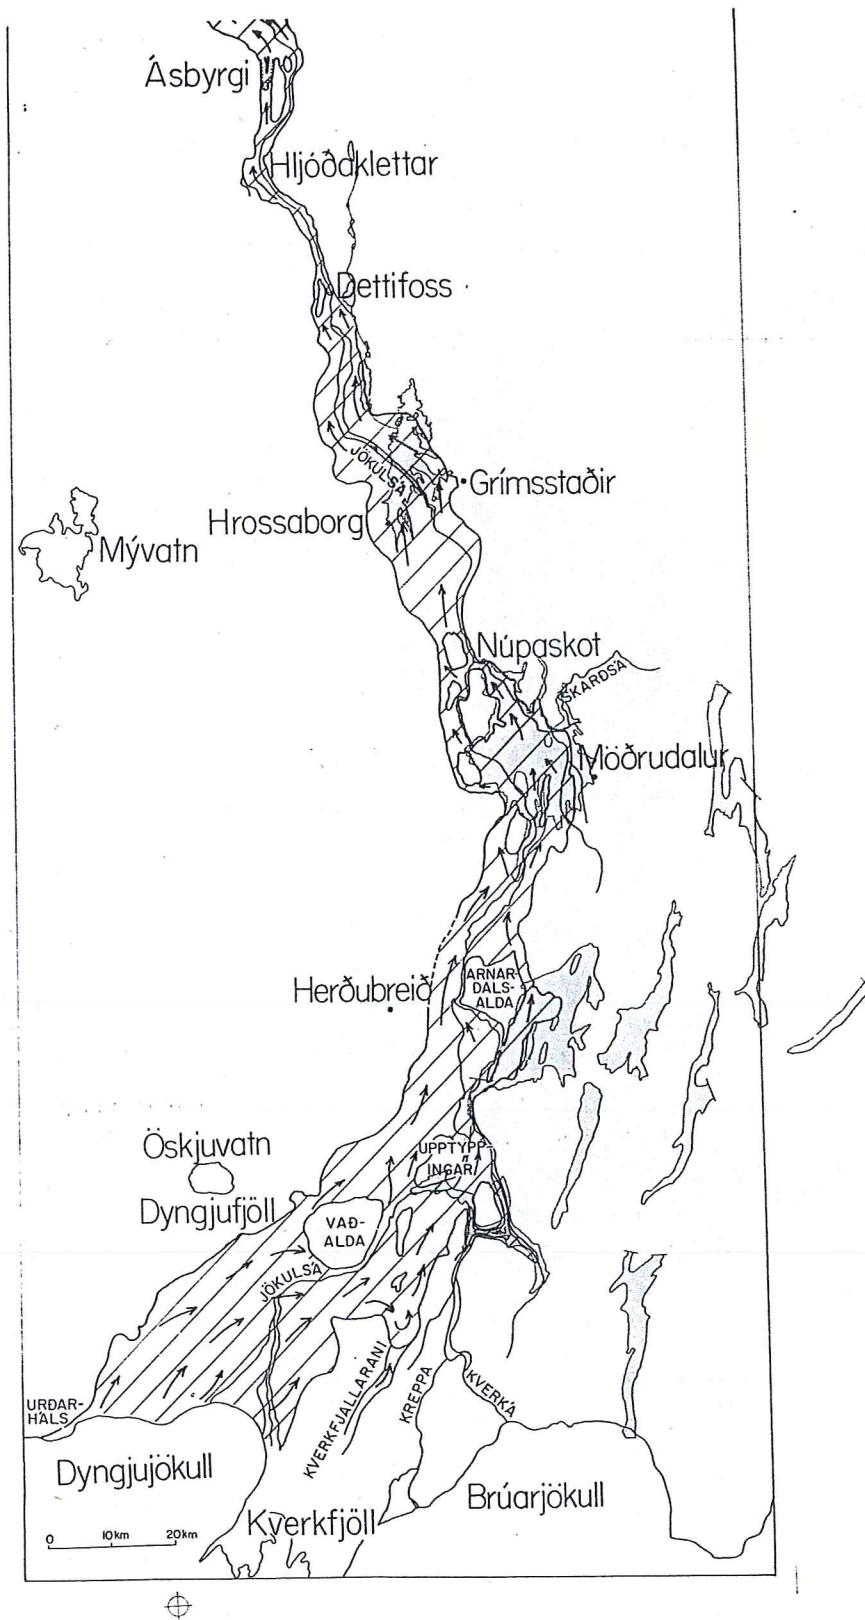 Ásbyrgi
Hljóðaklettar
Dettifoss
JÖKULSÁ
Grímsstaðir
Hrossaborg
Mývatn
Núpaskot
SKARÐSÁ
Möðrudalur
Herðubreið
ARNAR-
DALS-
ALDA
Öskjuvatn
UPPTYPP-
INGAR
Dyngjufjöll
VAÐ-
ALDA
JÖKULSÁ
KVERKFJALLARANI
KREPPA
KVERKÁ
URÐAR-
HÁLS
Dyngjujökull
Brúarjökull
Kverkfjöll
0 10km 20km